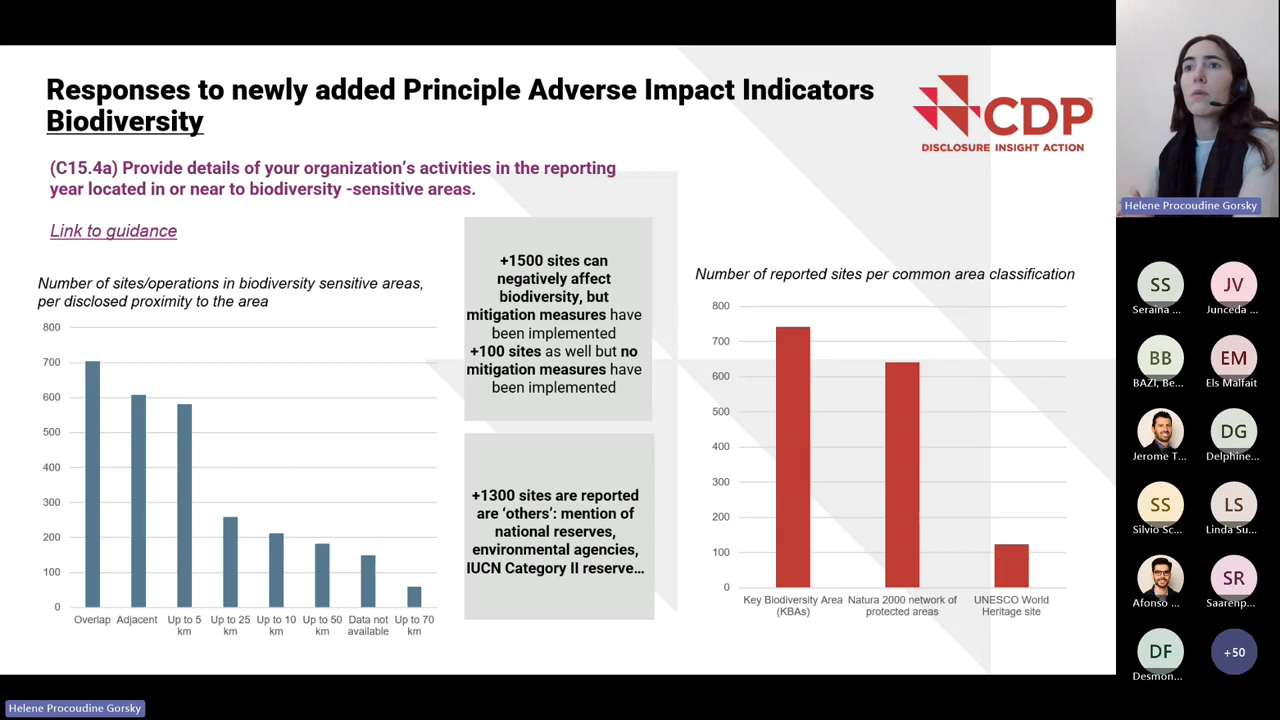 Responses to newly added Principle Adverse Impact Indicators
Biodiversity
CDP
DISCLOSURE INSIGHT ACTION
(C15.4a) Provide details of your organization's activities in the reporting
year located in or near to biodiversity -sensitive areas.
Link to guidance
Number of sites/operations in biodiversity sensitive areas,
per disclosed proximity to the area
800
700
600
500
400
300
200
100
0
Overlap
Adjacent
Up to 5
km
Up to 25
km
Up to 10
km
Up to 50
km
Data not
available
Up to 70
km
+1500 sites can
negatively affect
biodiversity, but
mitigation measures have
been implemented
+100 sites as well but no
mitigation measures have
been implemented
+1300 sites are reported
are ‘others’: mention of
national reserves,
environmental agencies,
IUCN Category II reserve…
Number of reported sites per common area classification
800
700
600
500
400
300
200
100
0
Key Biodiversity Area
(KBAs)
Natura 2000 network of
protected areas
UNESCO World
Heritage site
Helene Procoudine Gorsky
SS
Seraina ...
JV
Junceda ...
BB
BAZI, Be...
EM
Els Malfait
Jerome T...
DG
Delphine...
SS
Silvio Sc...
LS
Linda Su...
Afonso ...
SR
Saarenp...
DF
Desmon...
+50
Helene Procoudine Gorsky